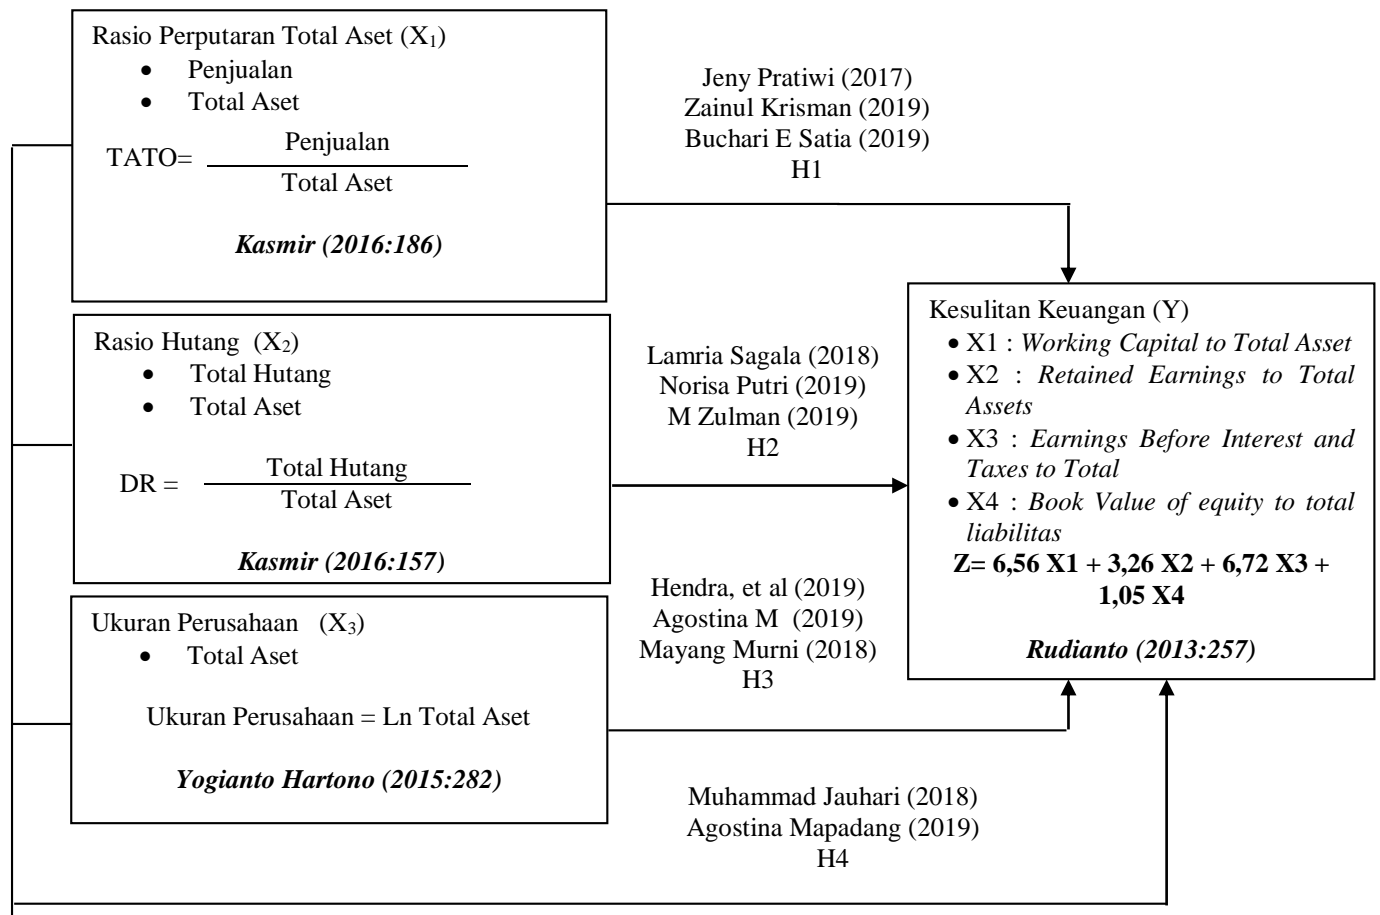 Rasio Perputaran Total Aset (X₁)
• Penjualan
• Total Aset
TATO= Penjualan
Total Aset
Kasmir (2016:186)
Jeny Pratiwi (2017)
Zainul Krisman (2019)
Buchari E Satia (2019)
H1
Rasio Hutang (X₂)
• Total Hutang
• Total Aset
DR = Total Hutang
Total Aset
Kasmir (2016:157)
Lamria Sagala (2018)
Norisa Putri (2019)
M Zulman (2019)
H2
Ukuran Perusahaan (X₃)
• Total Aset
Ukuran Perusahaan = Ln Total Aset
Yogianto Hartono (2015:282)
Hendra, et al (2019)
Agostina M (2019)
Mayang Murni (2018)
H3
Muhammad Jauhari (2018)
Agostina Mapadang (2019)
H4
Kesulitan Keuangan (Y)
• X1 : Working Capital to Total Asset
• X2 : Retained Earnings to Total
Assets
• X3 : Earnings Before Interest and
Taxes to Total
• X4 : Book Value of equity to total
liabilitas
Z= 6,56 X1 + 3,26 X2 + 6,72 X3 +
1,05 X4
Rudianto (2013:257)